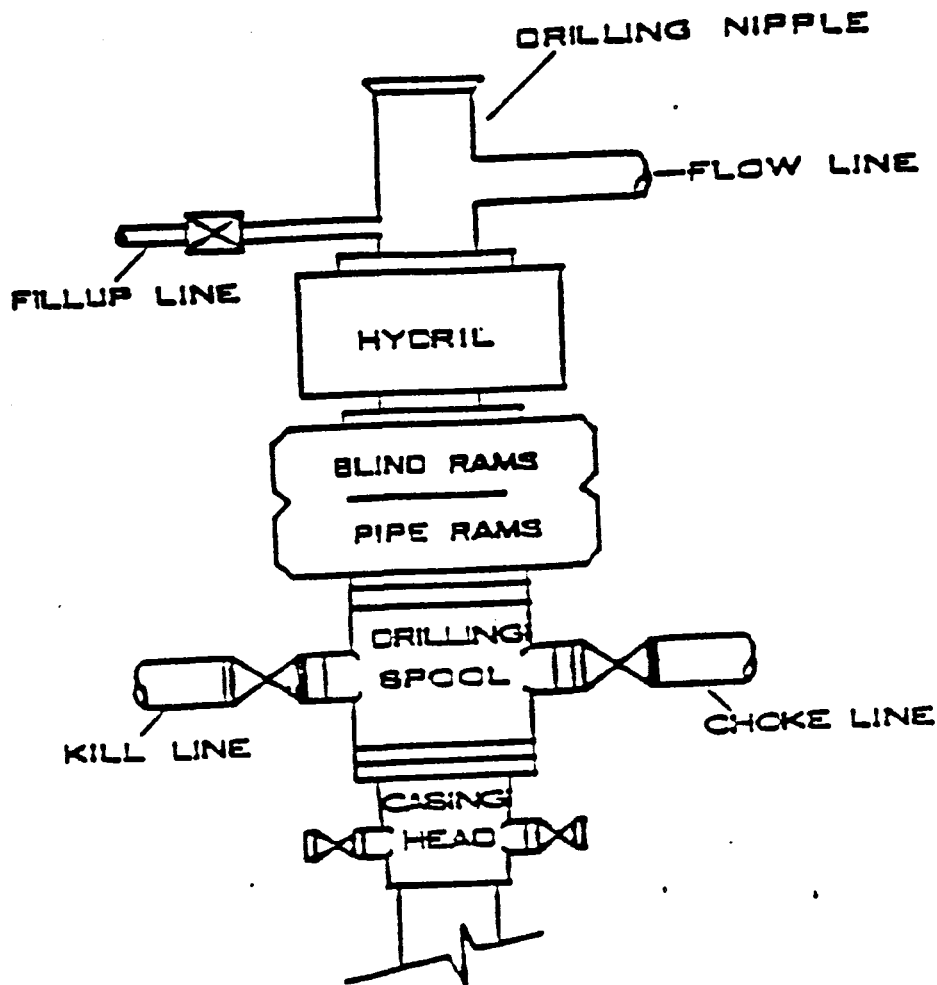 DRILLING NIPPLE
FLOW LINE
FILLUP LINE
HYDRIL
BLIND RAMS
PIPE RAMS
DRILLING
SPOOL
KILL LINE
CHOKE LINE
CASING
HEAD